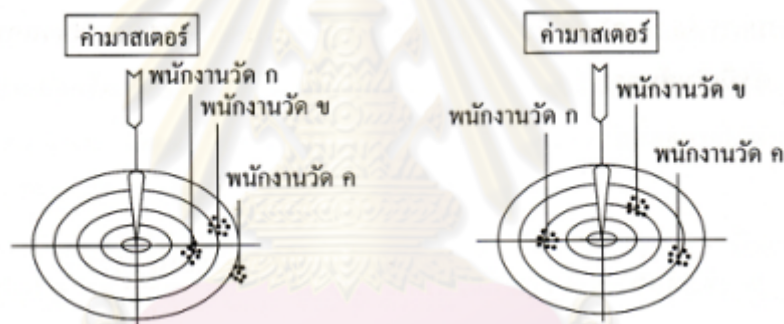 ค่ามาสเตอร์
พนักงานวัด ก
พนักงานวัด ข
พนักงานวัด ค
ค่ามาสเตอร์
พนักงานวัด ข
พนักงานวัด ก
พนักงานวัด ค